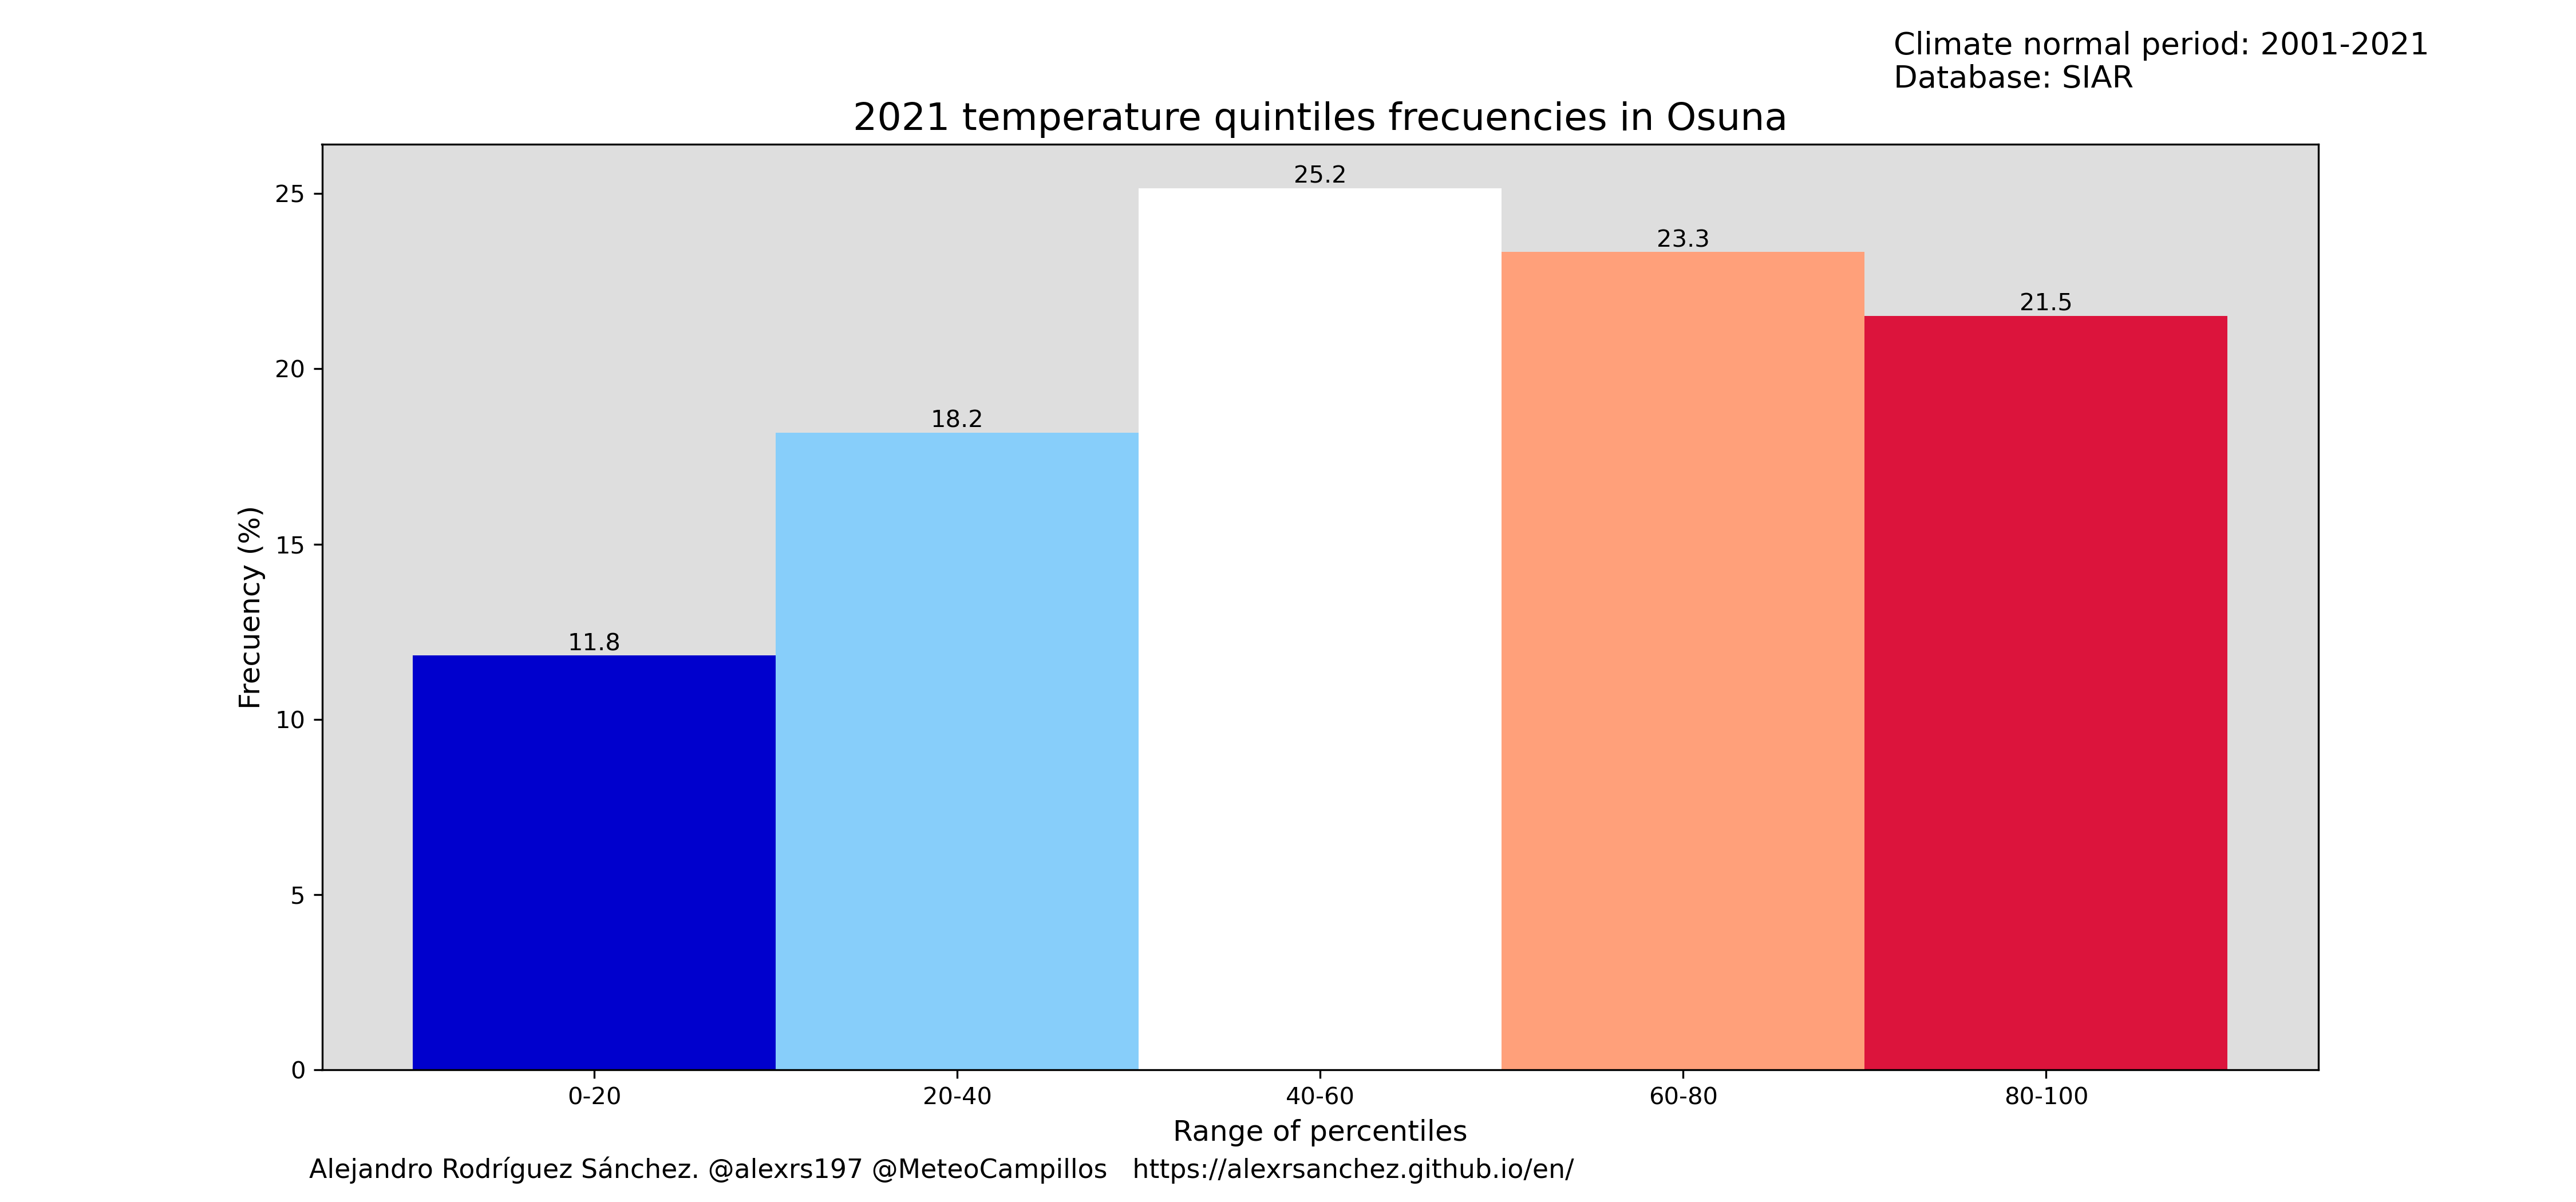 Climate normal period: 2001-2021
Database: SIAR
2021 temperature quintiles frecuencies in Osuna
25.2
25
23.3
21.5
20
18.2
Frecuency (%)
15
11.8
10
5
0
0-20 20-40 40-60 60-80 80-100
Range of percentiles
Alejandro Rodríguez Sánchez. @alexrs197 @MeteoCampillos https://alexrsanchez.github.io/en/